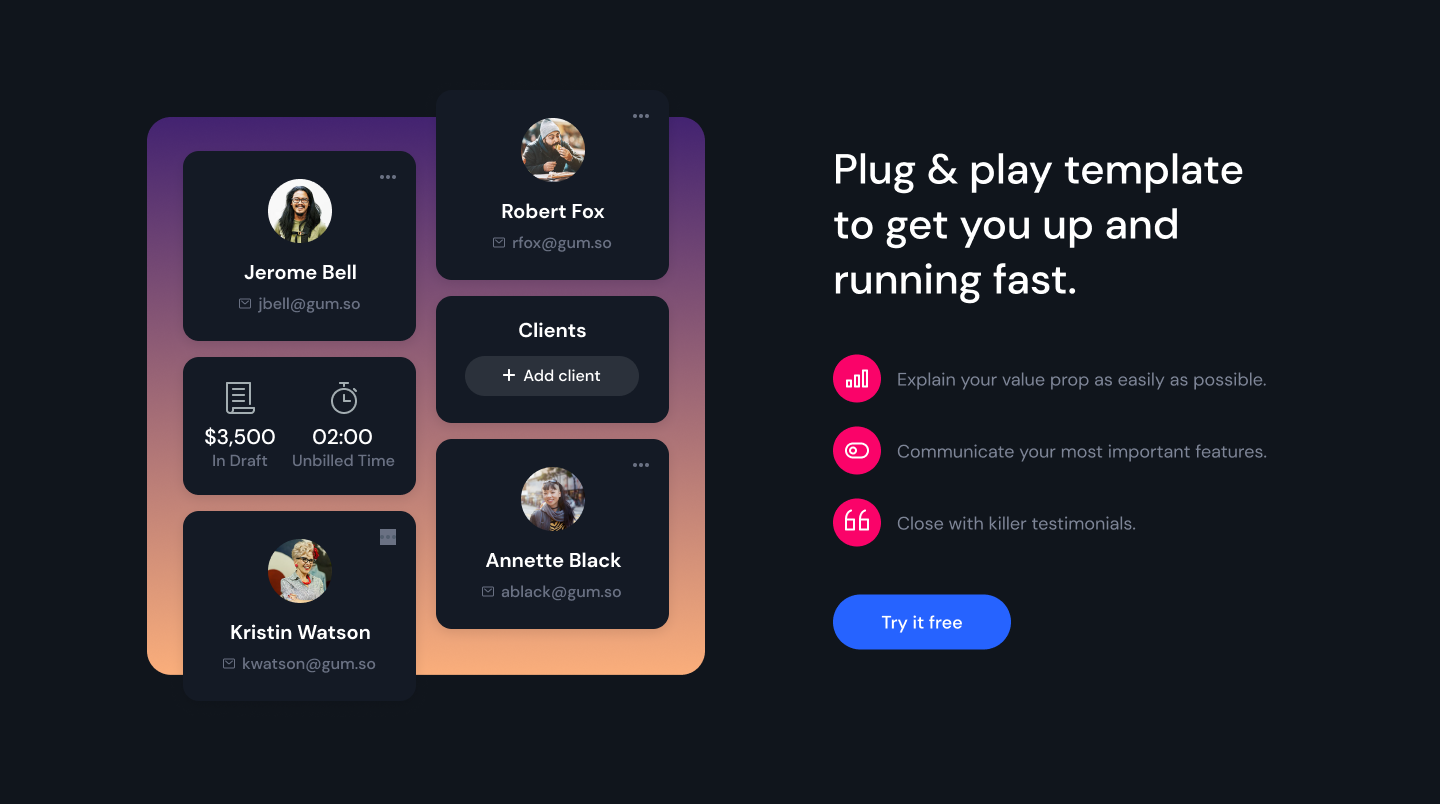 Jerome Bell
jbell@gum.so
$3,500
In Draft
02:00
Unbilled Time
Kristin Watson
kwatson@gum.so
Robert Fox
rfox@gum.so
Clients
+ Add client
Annette Black
ablack@gum.so
Plug & play template
to get you up and
running fast.
Explain your value prop as easily as possible.
Communicate your most important features.
Close with killer testimonials.
Try it free